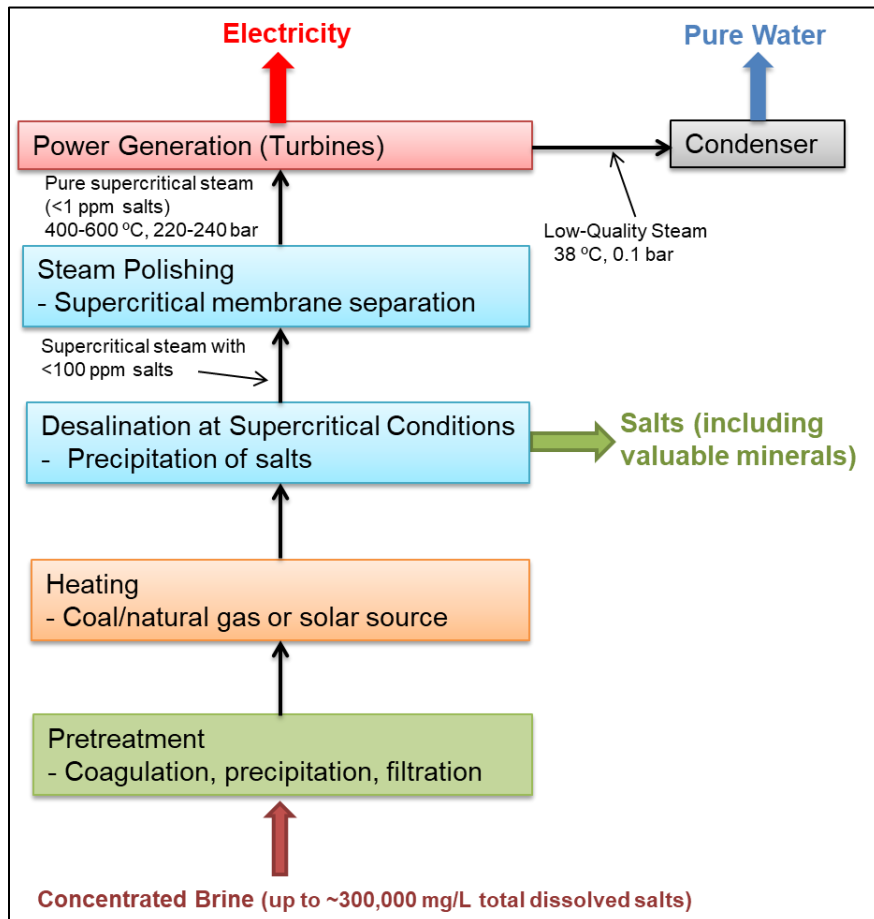 Electricity
Pure Water
Power Generation (Turbines)
Condenser
Pure supercritical steam
(<1 ppm salts)
400-600 ºC, 220-240 bar
Low-Quality Steam
38 ºC, 0.1 bar
Steam Polishing
- Supercritical membrane separation
Supercritical steam with
<100 ppm salts
Desalination at Supercritical Conditions
- Precipitation of salts
Salts (including
valuable minerals)
Heating
- Coal/natural gas or solar source
Pretreatment
- Coagulation, precipitation, filtration
Concentrated Brine (up to ~300,000 mg/L total dissolved salts)